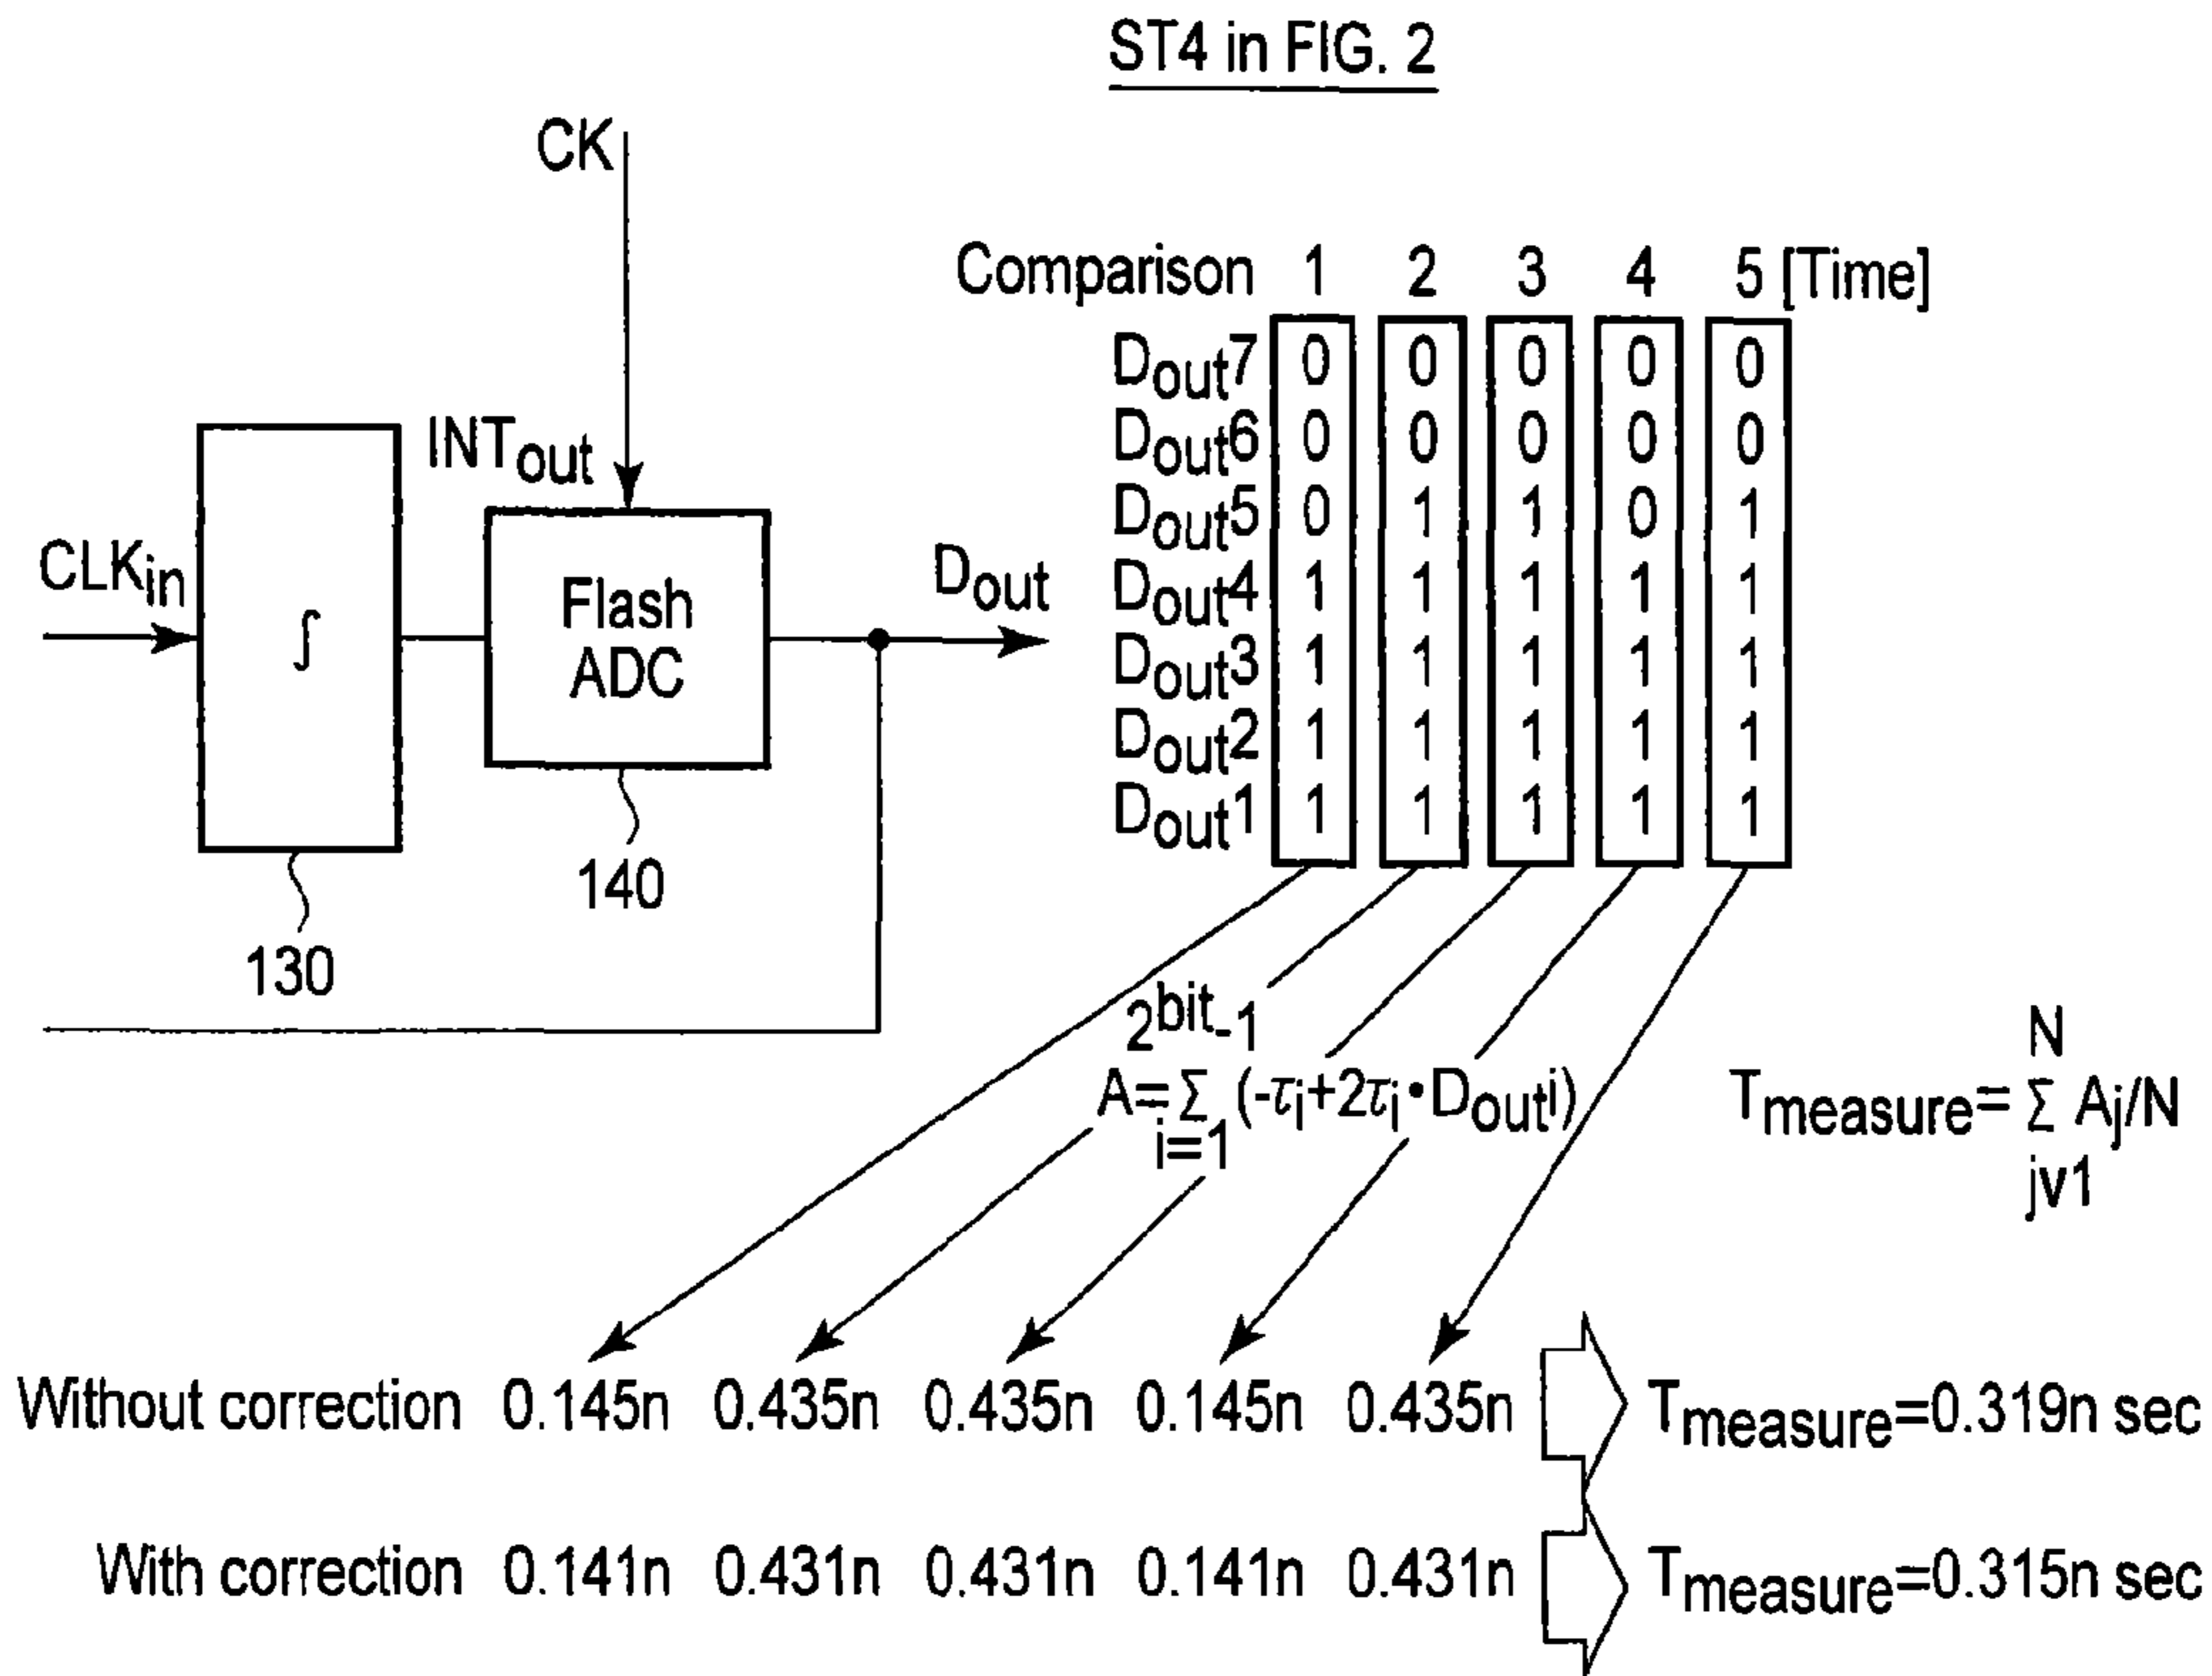 ST4 in FIG. 2
CK
INTout
CLKin
∫
Flash
ADC
Dout
130
140
Comparison 1 2 3 4 5 [Time]
Dout7 0 0 0 0 0
Dout6 0 0 0 0 0
Dout5 0 1 1 0 1
Dout4 1 1 1 1 1
Dout3 1 1 1 1 1
Dout2 1 1 1 1 1
Dout1 1 1 1 1 1
2bit-1
A=Σ (-τi+2τi•Douti)
i=1
N
Tmeasure=Σ Aj/N
jv1
Without correction 0.145n 0.435n 0.435n 0.145n 0.435n Tmeasure=0.319n sec
With correction 0.141n 0.431n 0.431n 0.141n 0.431n Tmeasure=0.315n sec